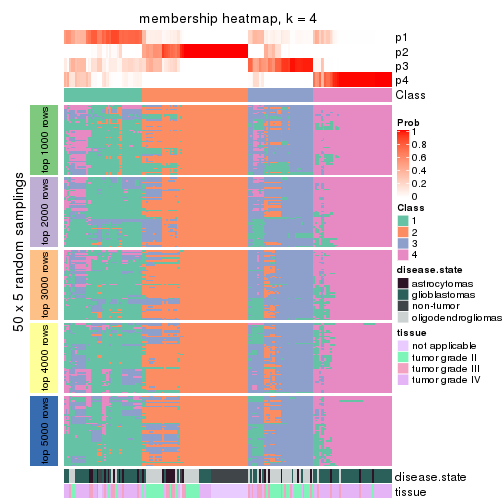 membership heatmap, k = 4
p1
p2
p3
p4
Class
50 x 5 random samplings
top 1000 rows
top 2000 rows
top 3000 rows
top 4000 rows
top 5000 rows
disease.state
tissue
Prob
1
0.8
0.6
0.4
0.2
0
Class
1
2
3
4
disease.state
astrocytomas
glioblastomas
non-tumor
oligodendrogliomas
tissue
not applicable
tumor grade II
tumor grade III
tumor grade IV